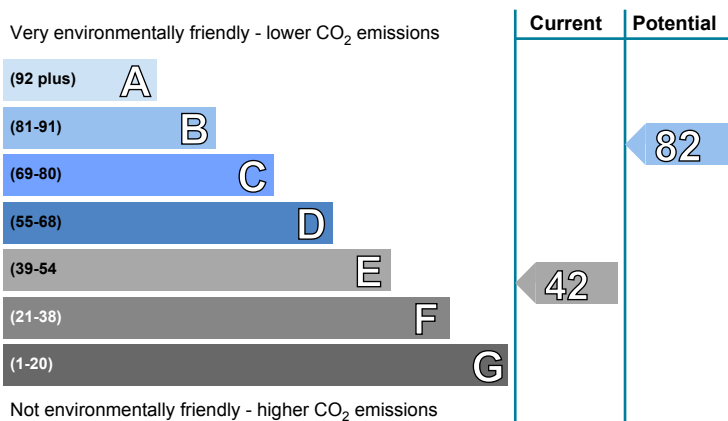 Very environmentally friendly - lower CO2 emissions
Current
Potential
(92 plus) A
(81-91) B
82
(69-80) C
(55-68) D
(39-54 E
42
(21-38) F
(1-20) G
Not environmentally friendly - higher CO2 emissions